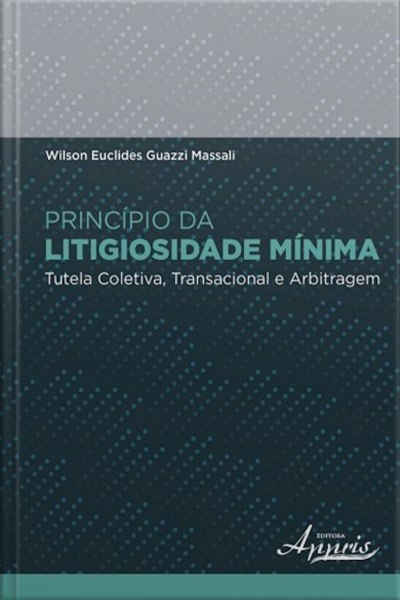 Wilson Euclides Guazzi Massali
PRINCÍPIO DA
LITIGIOSIDADE MÍNIMA
Tutela Coletiva, Transacional e Arbitragem
EDITORA
Appris